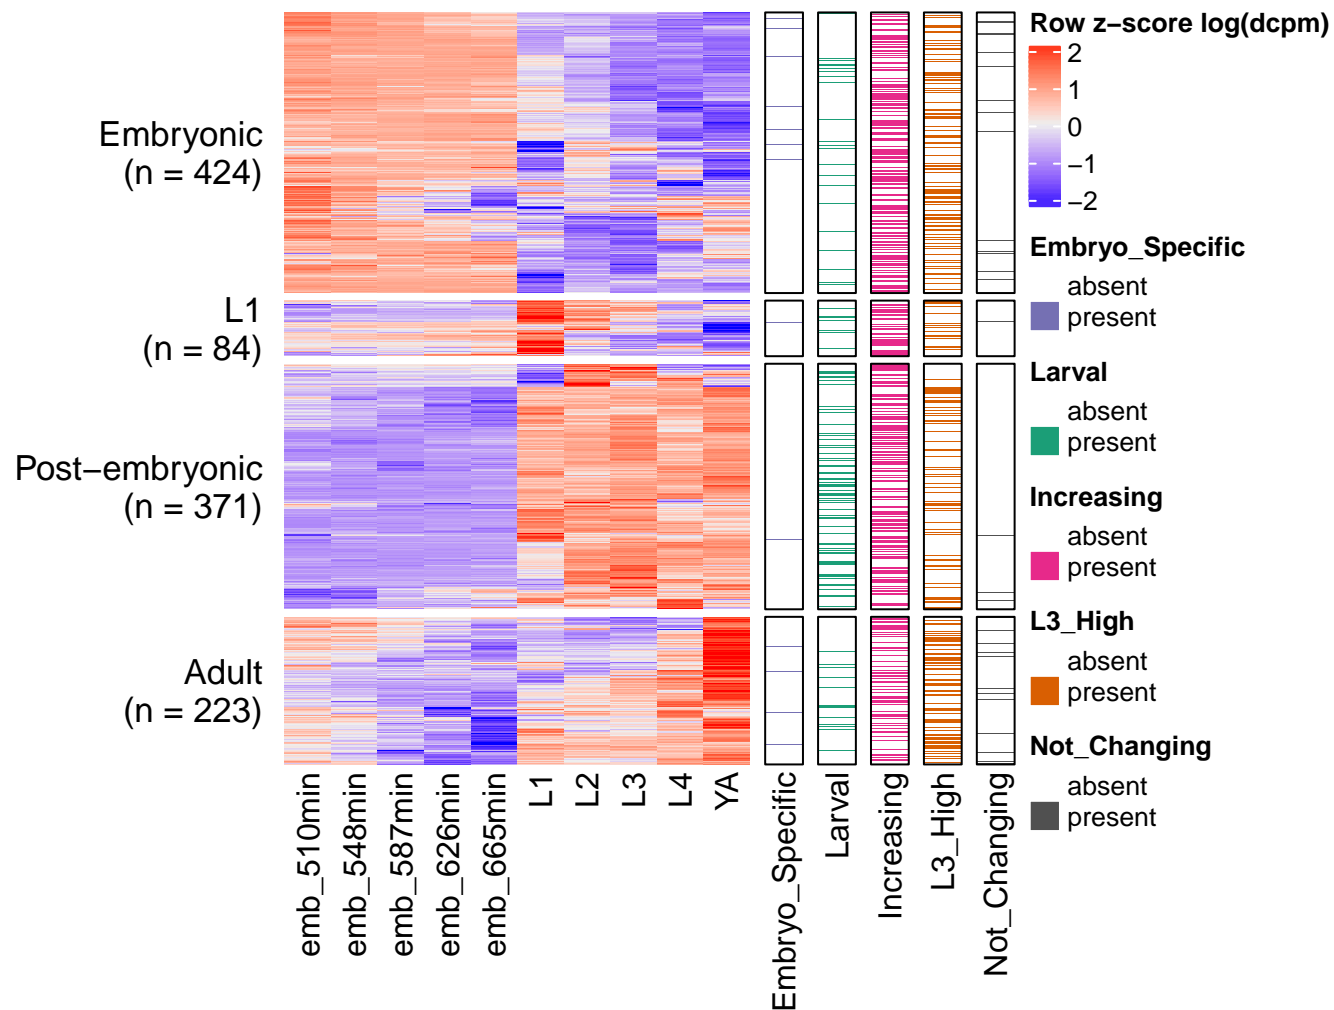 Row z−score log(dcpm)
2
1
0
−1
−2
Embryonic
(n = 424)
L1
(n = 84)
Post−embryonic
(n = 371)
Adult
(n = 223)
emb_510min
emb_548min
emb_587min
emb_626min
emb_665min
L1
L2
L3
L4
YA
Embryo_Specific
Larval
Increasing
L3_High
Not_Changing
Embryo_Specific
absent
present
Larval
absent
present
Increasing
absent
present
L3_High
absent
present
Not_Changing
absent
present